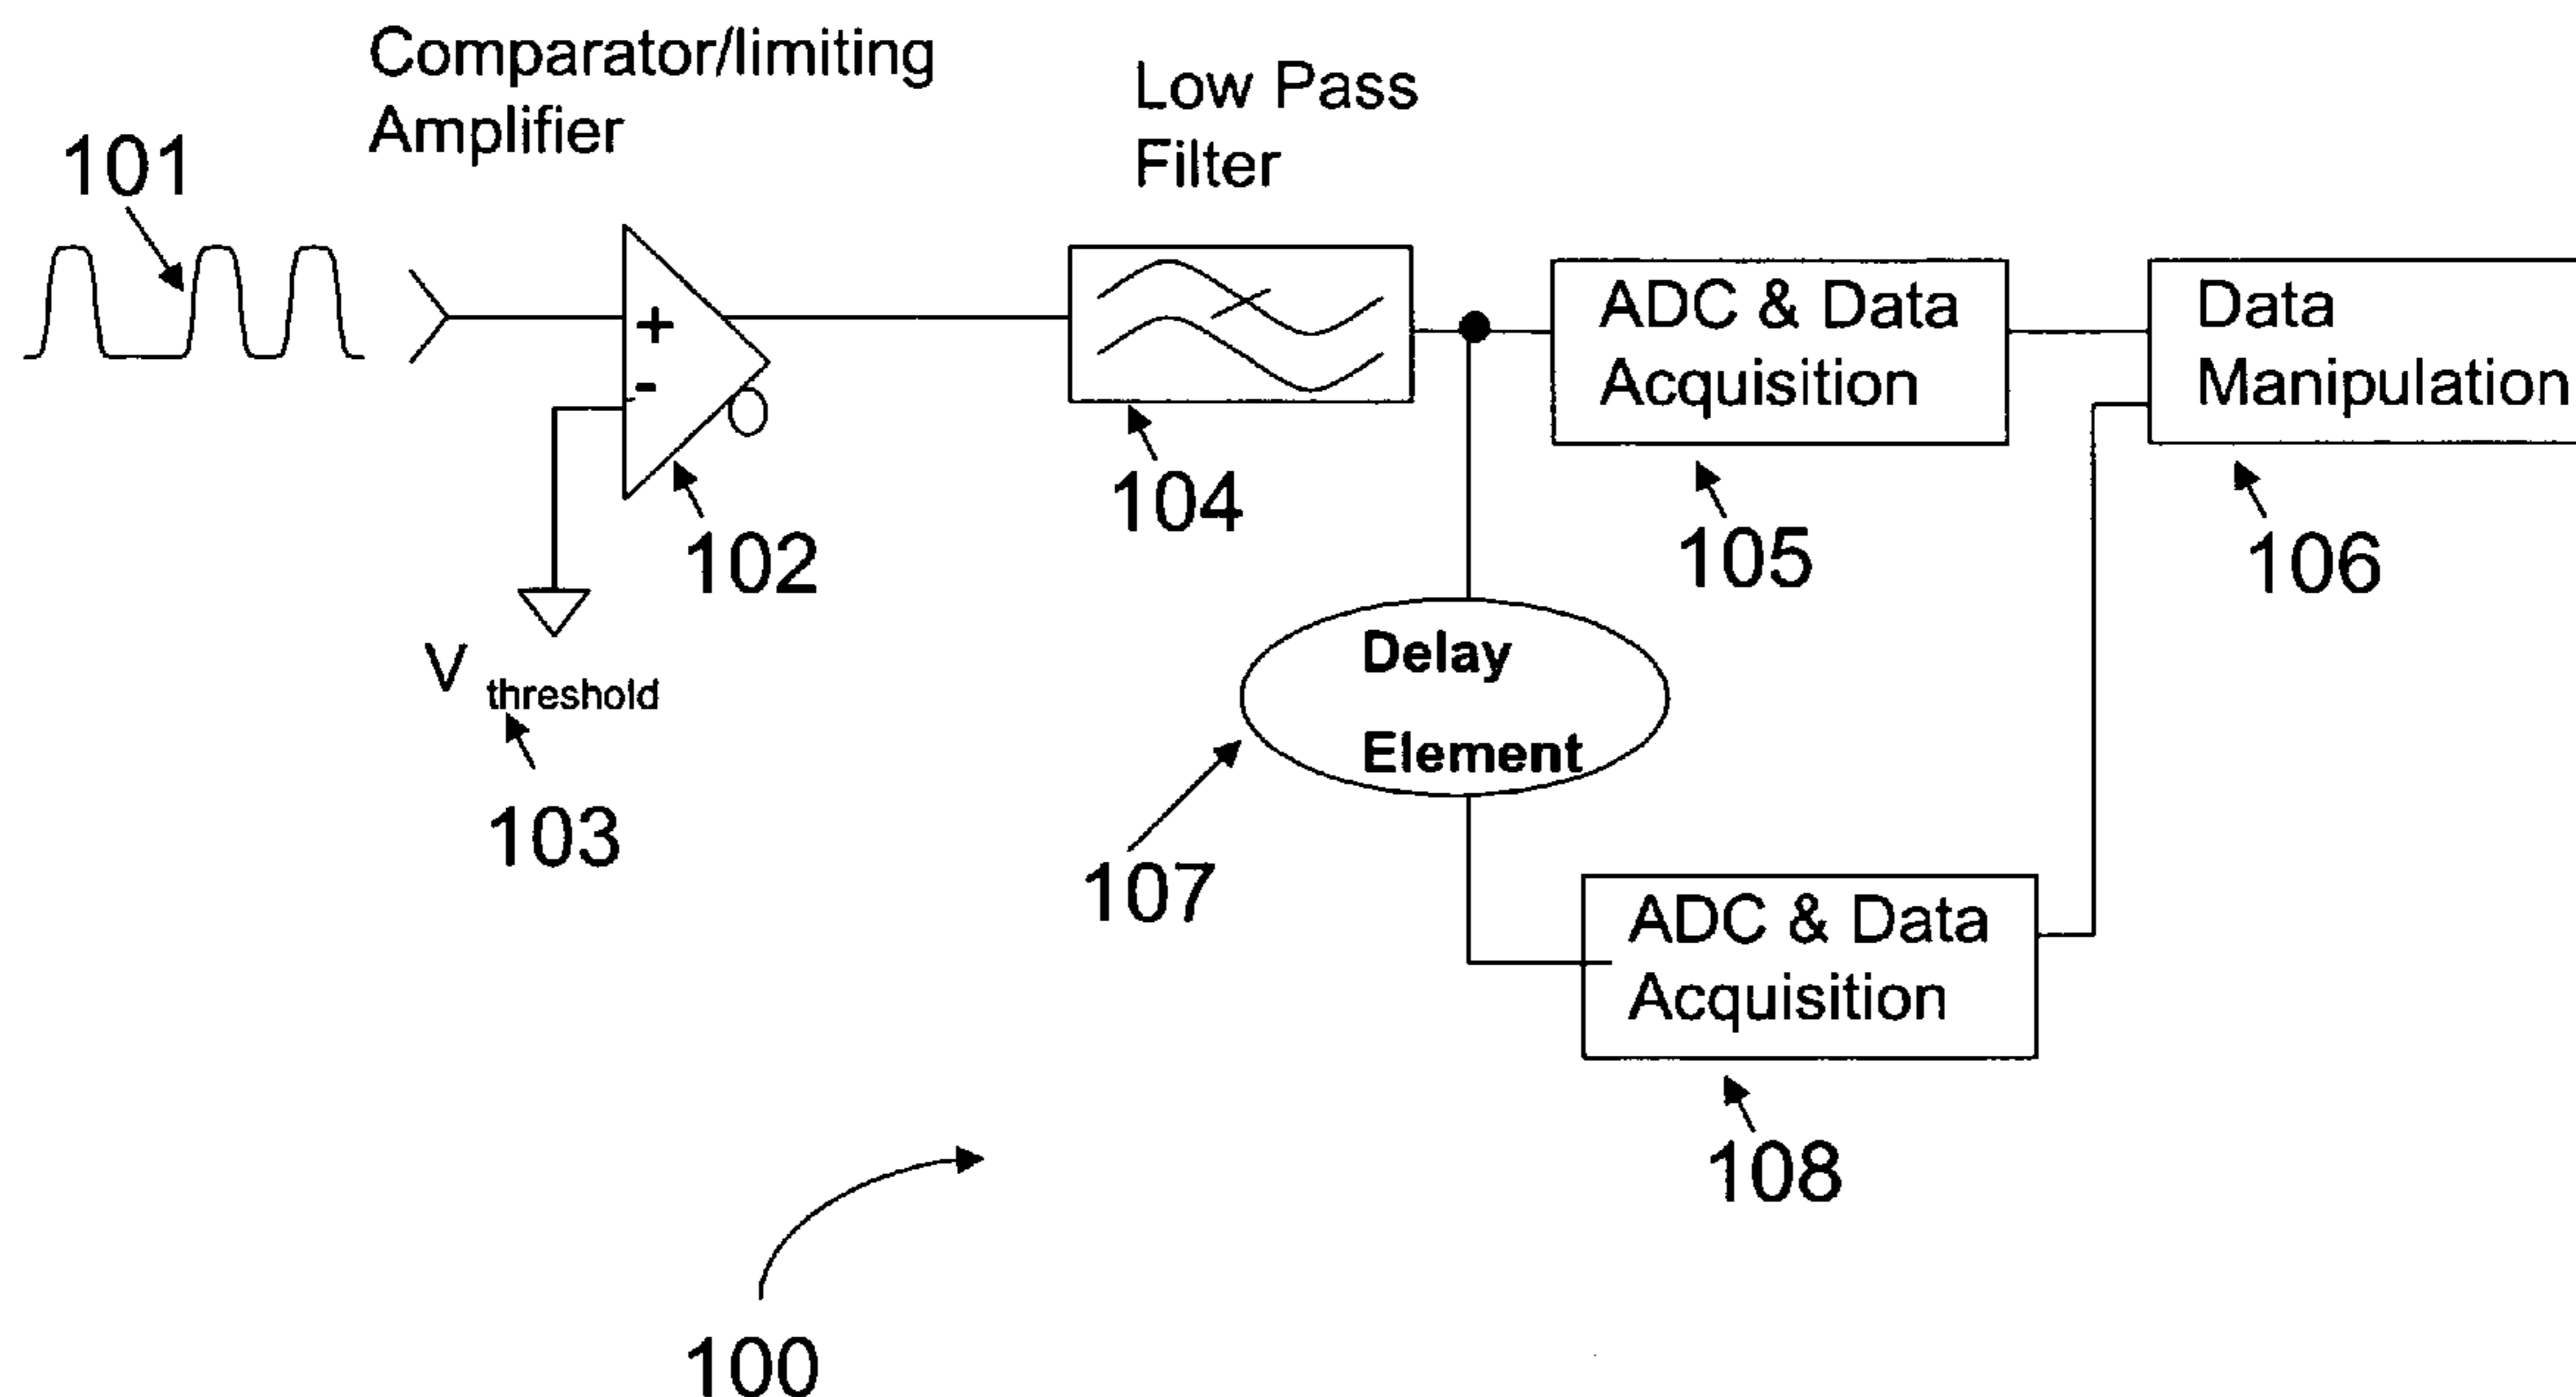 Comparator/limiting
Amplifier
Low Pass
Filter
101
+
-
ADC & Data
Acquisition
Data
Manipulation
102
104
105
106
V threshold
103
Delay
Element
107
ADC & Data
Acquisition
108
100